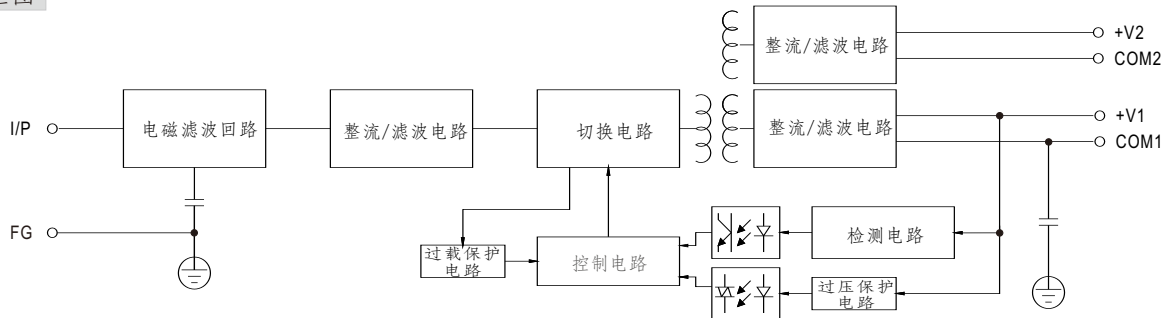 +V2
整流/滤波电路
COM2
I/P
电磁滤波回路
整流/滤波电路
切换电路
整流/滤波电路
+V1
COM1
FG
过载保护
电路
控制电路
检测电路
过压保护
电路